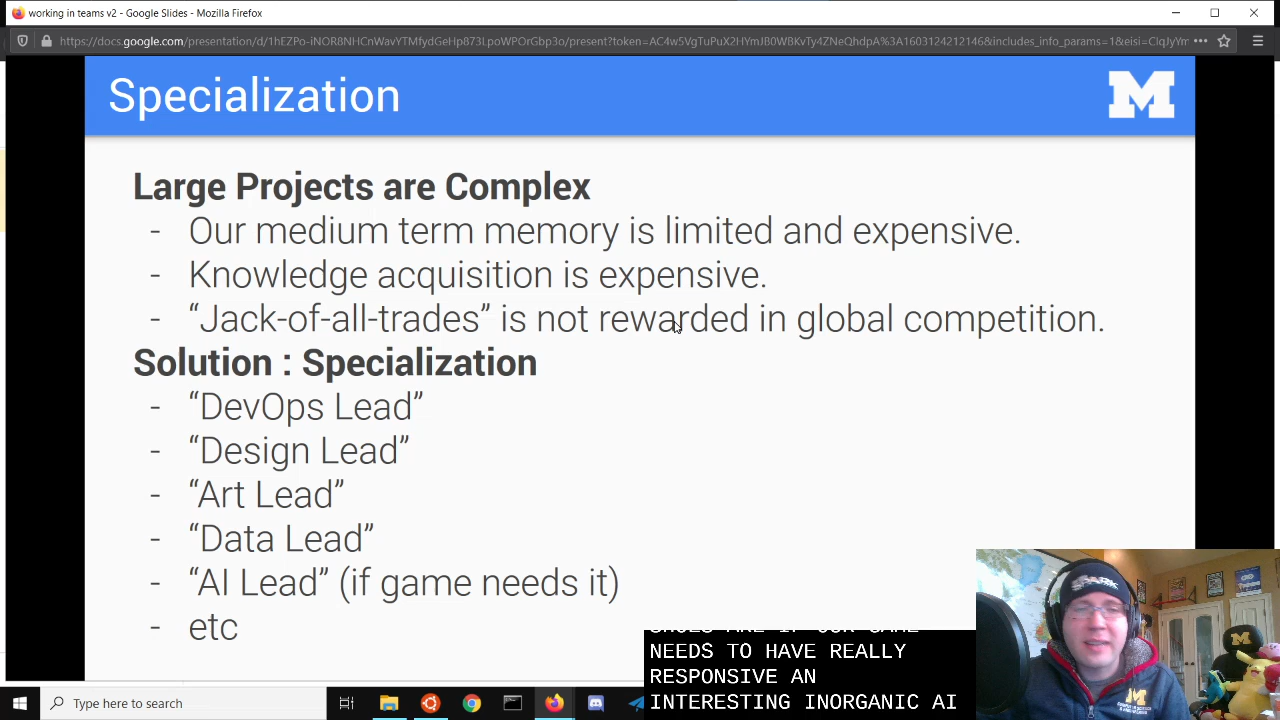 working in teams v2 - Google Slides - Mozilla Firefox
https://docs.google.com/presentation/d/1hEZPo-iNOR8NHCnWavYTMfydGeHp873LpoWPOrGbp3o/present?token=AC4w5VgTuPuX2HYmJB0WBKvTy4ZNeQhdpA%3A1603124212146&includes_info_params=1&eisi=CIqJyYm
Specialization
M
Large Projects are Complex
- Our medium term memory is limited and expensive.
- Knowledge acquisition is expensive.
- “Jack-of-all-trades” is not rewarded in global competition.
Solution : Specialization
- “DevOps Lead”
- “Design Lead”
- “Art Lead”
- “Data Lead”
- “AI Lead” (if game needs it)
- etc
NEEDS TO HAVE REALLY
RESPONSIVE AN
INTERESTING INORGANIC AI
Type here to search
M
M